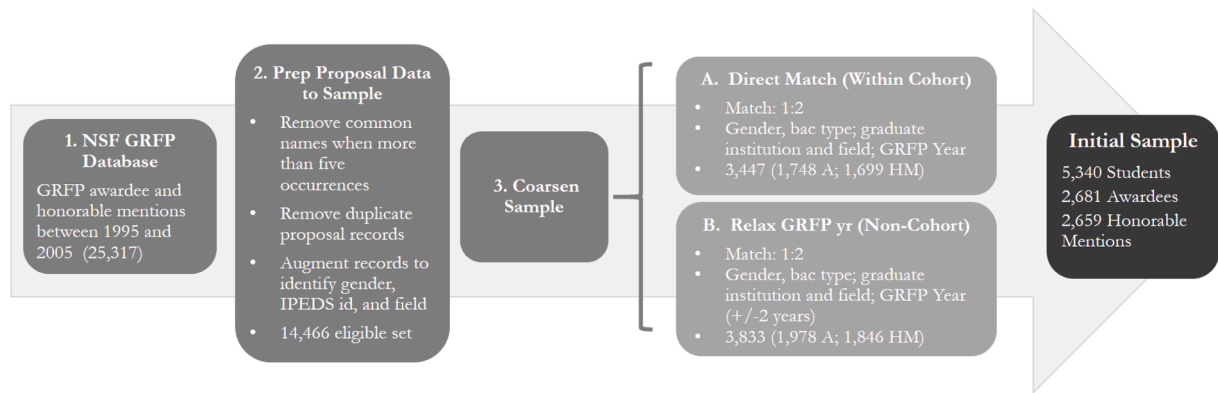 1. NSF GRFP
Database
GRFP awardee and
honorable mentions
between 1995 and
2005  (25,317)
2. Prep Proposal Data
to Sample
• Remove common
names when more
than five
occurrences
• Remove duplicate
proposal records
• Augment records to
identify gender,
IPEDS id, and field
• 14,466 eligible set
3. Coarsen
Sample
A.  Direct Match (Within Cohort)
• Match: 1:2
• Gender, bac type; graduate
institution and field; GRFP Year
• 3,447 (1,748 A; 1,699 HM)
B.  Relax GRFP yr (Non-Cohort)
• Match: 1:2
• Gender, bac type; graduate
institution and field; GRFP Year
(+/-2 years)
• 3,833 (1,978 A; 1,846 HM)
Initial Sample
5,340 Students
2,681 Awardees
2,659 Honorable
Mentions